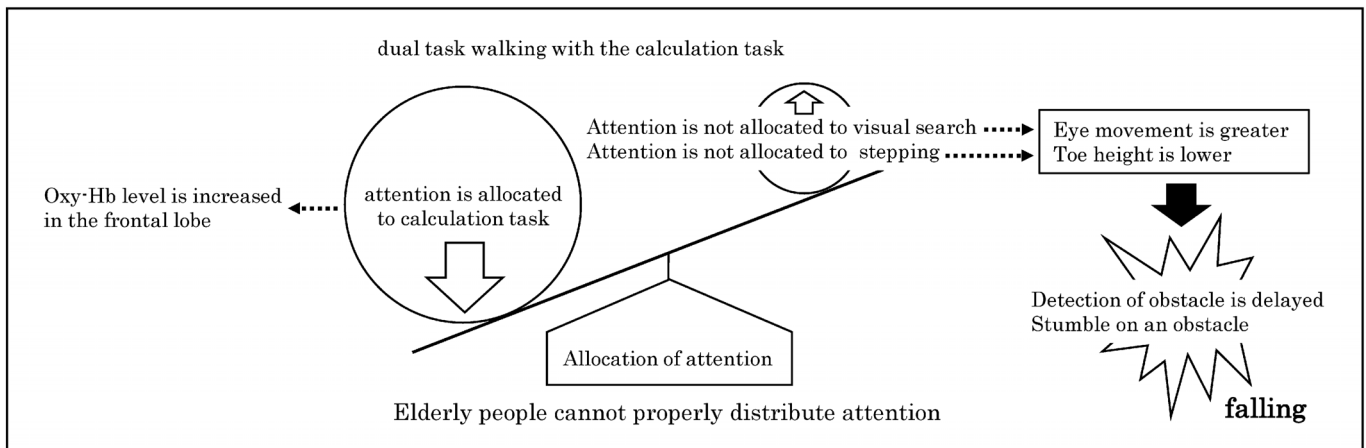 dual task walking with the calculation task
Attention is not allocated to visual search
Attention is not allocated to stepping
Eye movement is greater
Toe height is lower
Oxy-Hb level is increased
in the frontal lobe
attention is allocated
to calculation task
Detection of obstacle is delayed
Stumble on an obstacle
Allocation of attention
Elderly people cannot properly distribute attention
falling